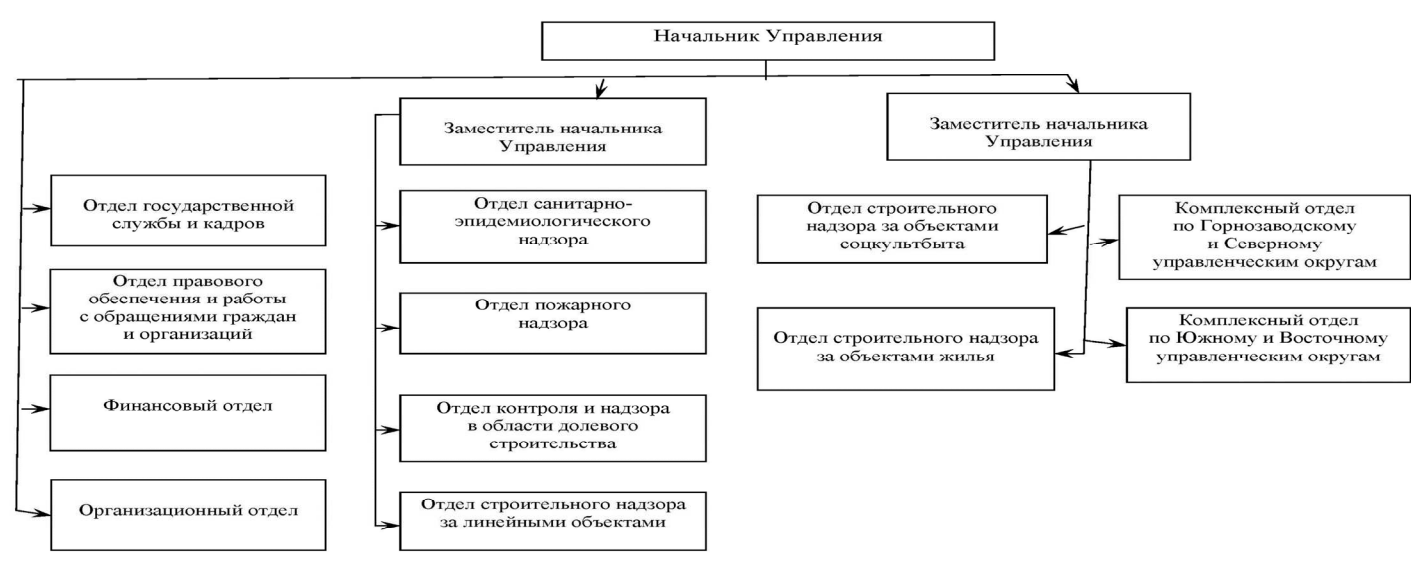 Начальник Управления
Заместитель начальника
Управления
Заместитель начальника
Управления
Отдел государственной
службы и кадров
Отдел правового
обеспечения и работы
с обращениями граждан
и организаций
Финансовый отдел
Организационный отдел
Отдел санитарно-
эпидемиологического
надзора
Отдел пожарного
надзора
Отдел контроля и надзора
в области долевого
строительства
Отдел строительного надзора
за линейными объектами
Отдел строительного
надзора за объектами
соцкультбыта
Отдел строительного надзора
за объектами жилья
Комплексный отдел
по Горнозаводскому
и Северному
управленческим округам
Комплексный отдел
по Южному и Восточному
управленческим округам